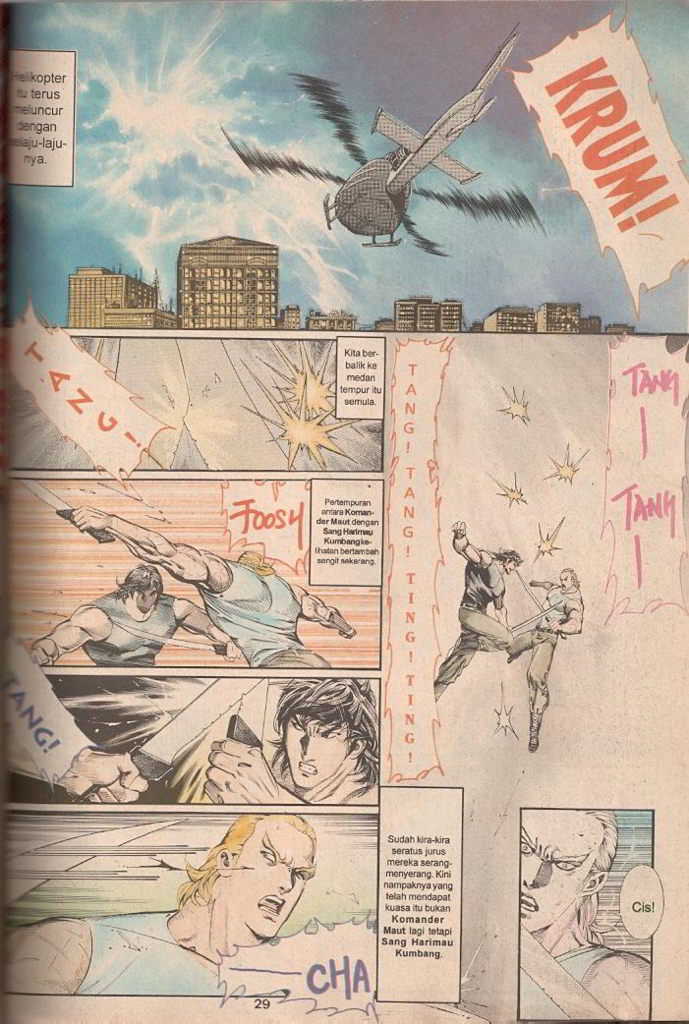 Helikopter
itu terus
meluncur
dengan
selaju-laju-
nya.
KRUM!
TANG!
Kita ber-
balik ke
medan
tempur itu
semula.
FOOSH
Pertempuran
antara Koman-
der Maut dengan
Sang Harimau
Kumbangke-
lihatan bertambah
sengit sekerang.
TANG! TANG! TING! TING!
TANG
TANG
TANG!
CHA
Sudah kira-kira
seratus jurus
mereka serang-
menyerang. Kini
nampaknya yang
telah mendapat
kuasa itu bukan
Komander
Maut lagi tetapi
Sang Harimau
Kumbang.
Cis!
29